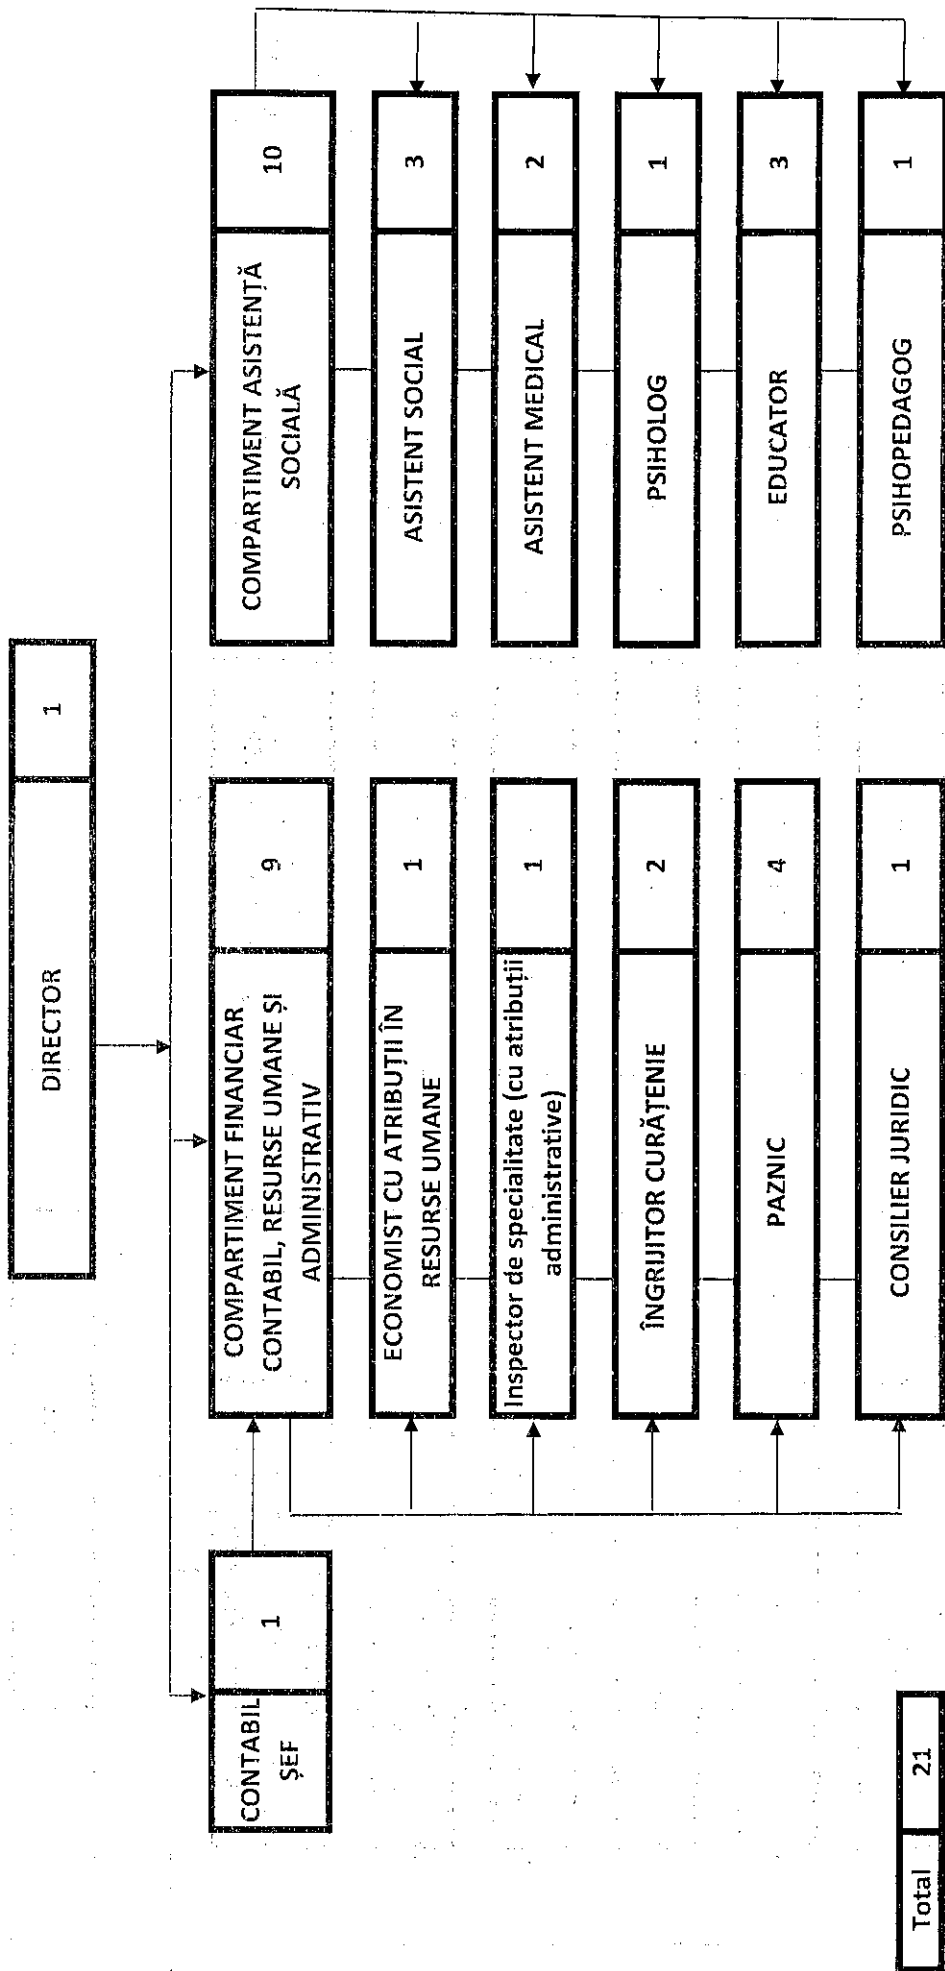 DIRECTOR
1
CONTABIL
ȘEF
1
COMPARTIMENT FINANCIAR
CONTABIL, RESURSE UMANE ȘI
ADMINISTRATIV
9
COMPARTIMENT ASISTENȚĂ
SOCIALĂ
10
ECONOMIST CU ATRIBUȚII ÎN
RESURSE UMANE
1
ASISTENT SOCIAL
3
Inspector de specialitate (cu atribuții
administrative)
1
ASISTENT MEDICAL
2
ÎNGRIJITOR CURĂȚENIE
2
PSIHOLOG
1
PAZNIC
4
EDUCATOR
3
CONSILIER JURIDIC
1
PSIHOPEDAGOG
1
Total
21